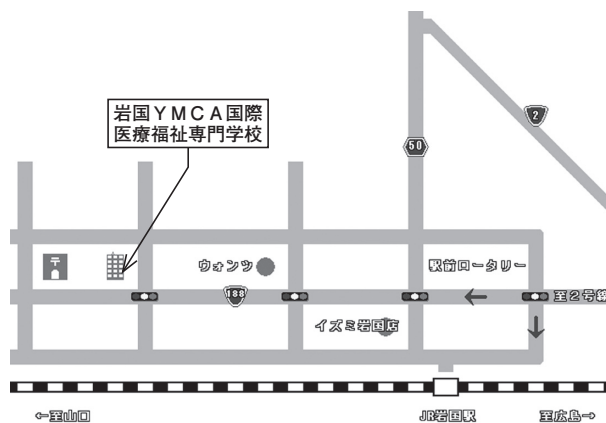 岩国ＹＭＣＡ国際
医療福祉専門学校
2
50
〒
ウォンツ
駅前ロータリー
188
至２号線
イズミ岩国店
←至山口
JR岩国駅
至広島→